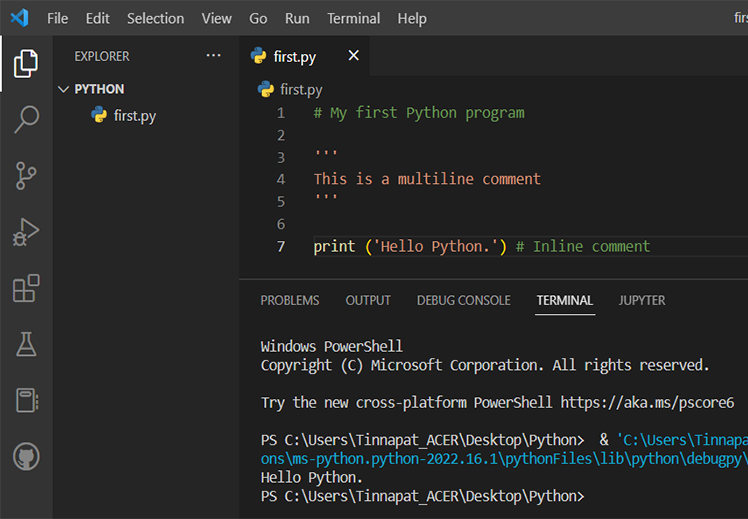 File Edit Selection View Go Run Terminal Help
EXPLORER ···
PYTHON
first.py
first.py
first.py
1 # My first Python program
2
3 '''
4 This is a multiline comment
5 '''
6
7 print ('Hello Python.') # Inline comment
PROBLEMS OUTPUT DEBUG CONSOLE TERMINAL JUPYTER
Windows PowerShell
Copyright (C) Microsoft Corporation. All rights reserved.
Try the new cross-platform PowerShell https://aka.ms/pscore6
PS C:\Users\Tinnapat_ACER\Desktop\Python> & 'C:\Users\Tinnapa
ons\ms-python.python-2022.16.1\pythonFiles\lib\python\debugpy\
Hello Python.
PS C:\Users\Tinnapat_ACER\Desktop\Python>